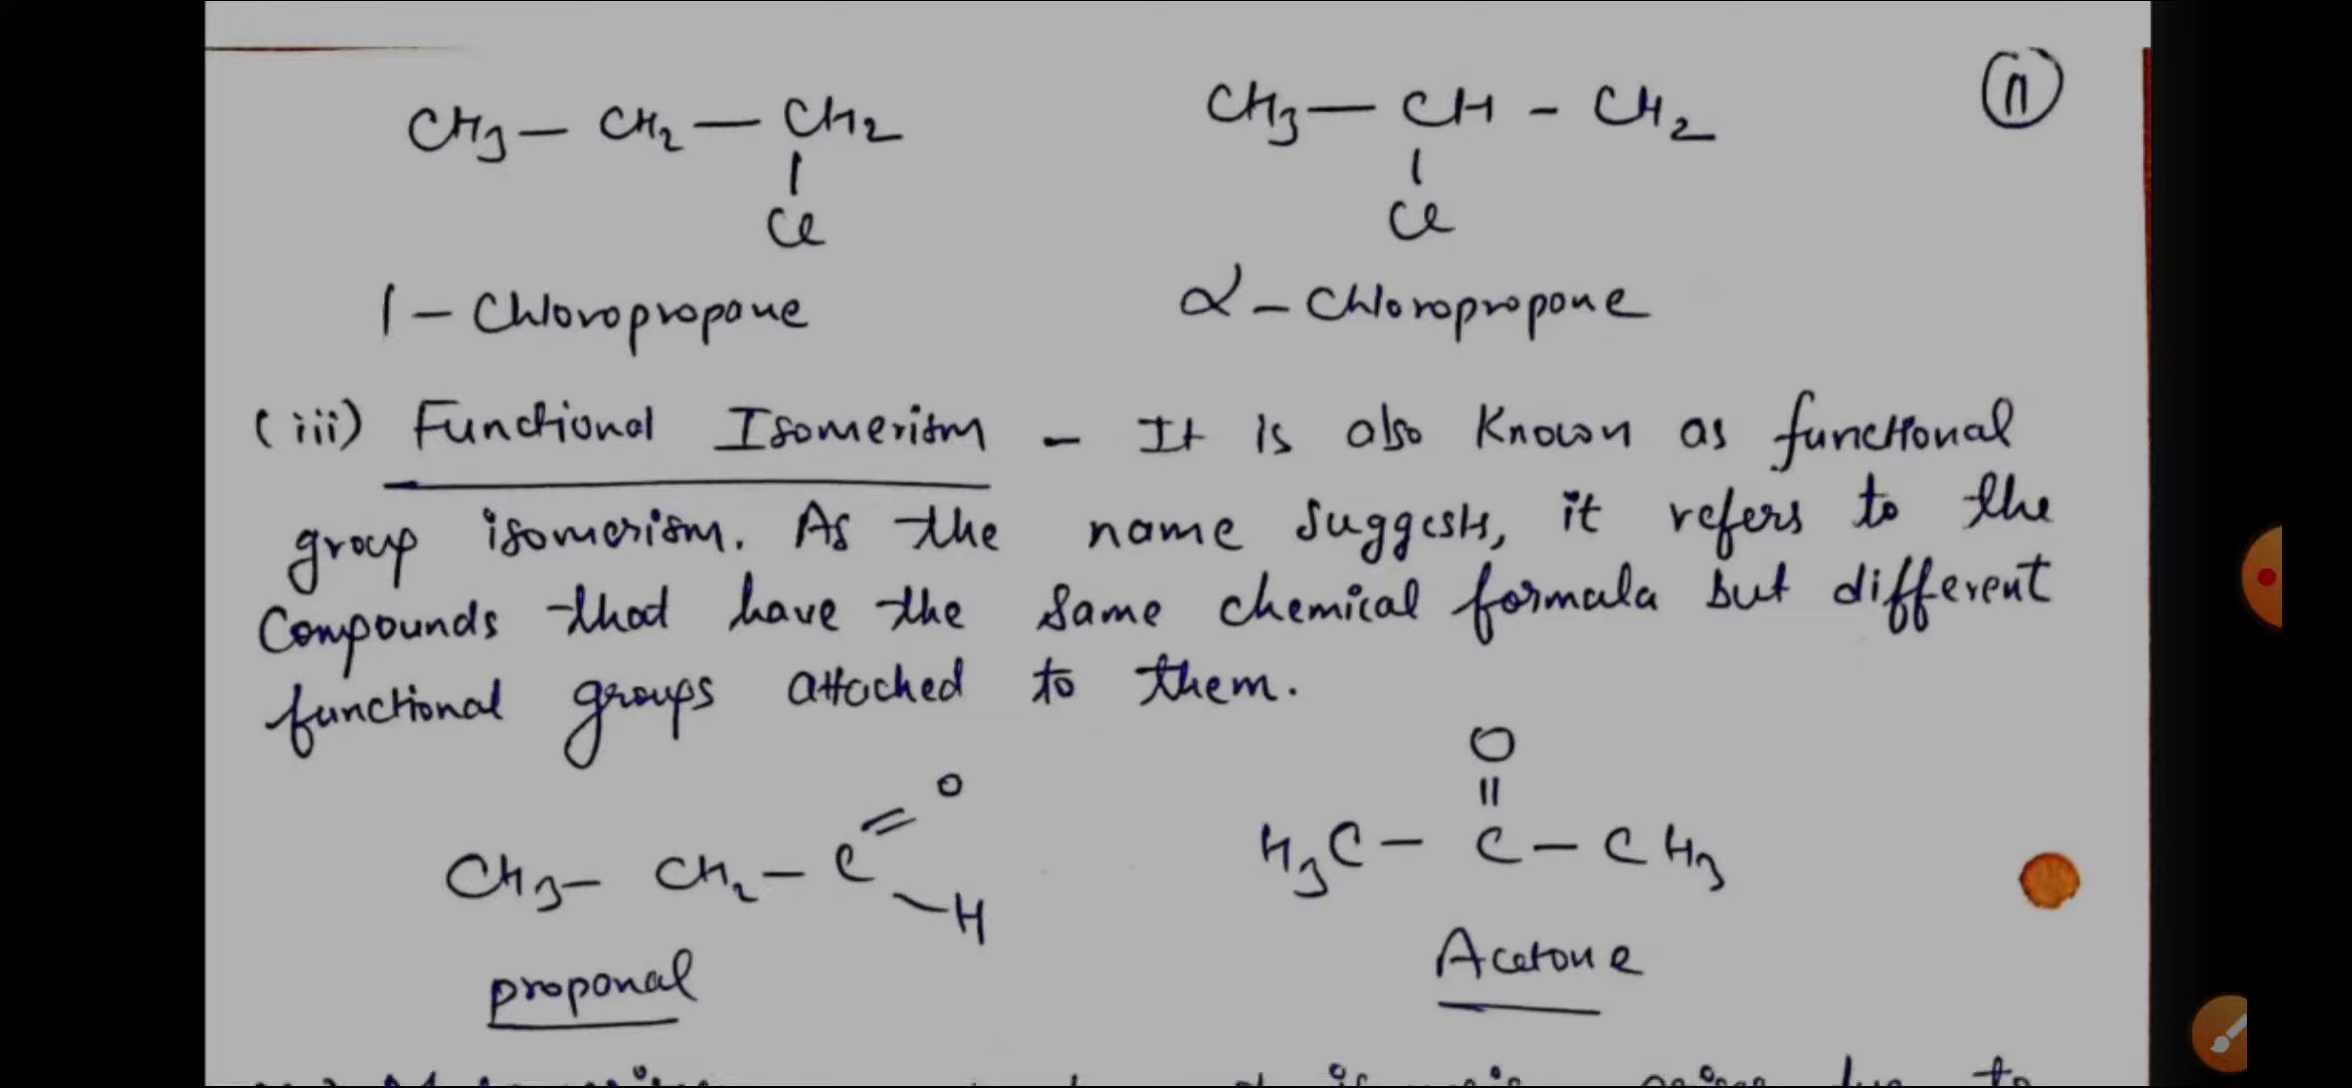 CH3 — CH2 — CH2
Cl
1 - Chloropropane
CH3 — CH - CH2
Cl
2 - Chloropropane
11
(iii) Functional Isomerism - It is also Known as functional
group isomerism. As the name suggests, it refers to the
Compounds that have the same chemical formula but different
functional groups attached to them.
CH3 — CH2 — C = O
— H
propanal
O
||
H3C — C — CH3
Acetone